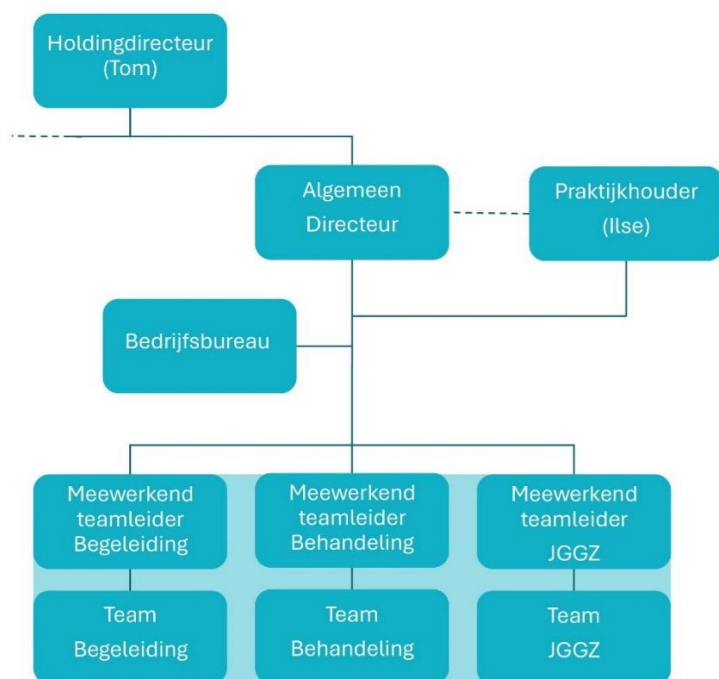 Holdingdirecteur
(Tom)
Algemeen
Directeur
Praktijkhouder
(Ilse)
Bedrijfsbureau
Meewerkend
teamleider
Begeleiding
Meewerkend
teamleider
Behandeling
Meewerkend
teamleider
JGGZ
Team
Begeleiding
Team
Behandeling
Team
JGGZ